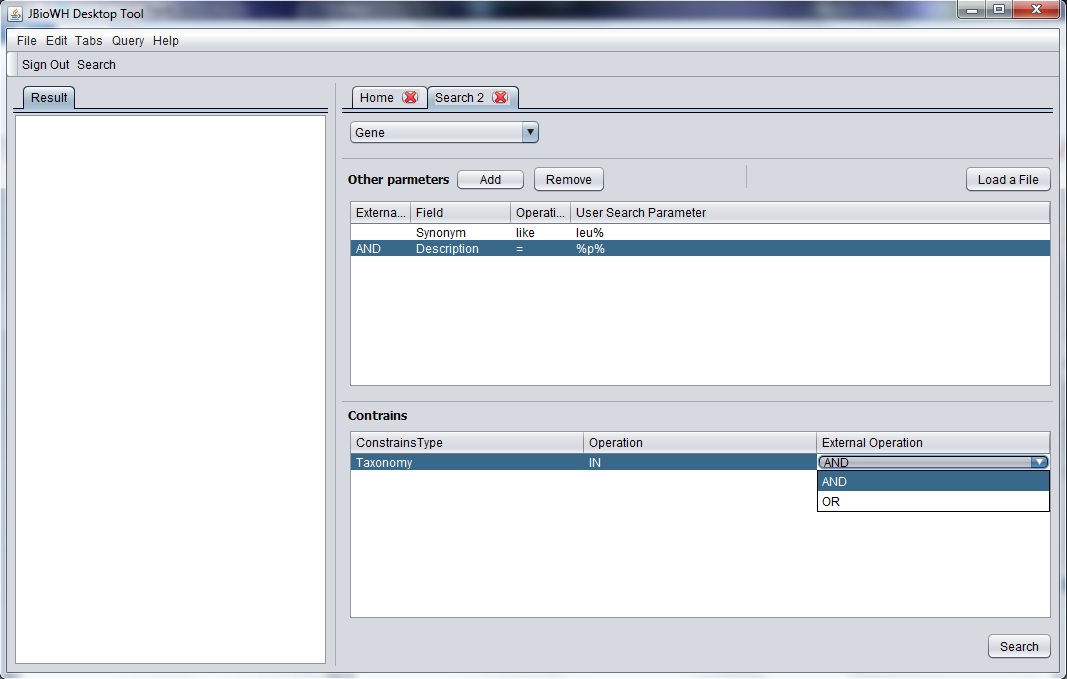 JBioWH Desktop Tool
File Edit Tabs Query Help
Sign Out Search
Result
Home Search 2
Gene
Other parmeters Add Remove Load a File
Externa... Field Operati... User Search Parameter
Synonym like leu%
AND Description = %p%
Contrains
ConstrainsType Operation External Operation
Taxonomy IN AND
AND
OR
Search